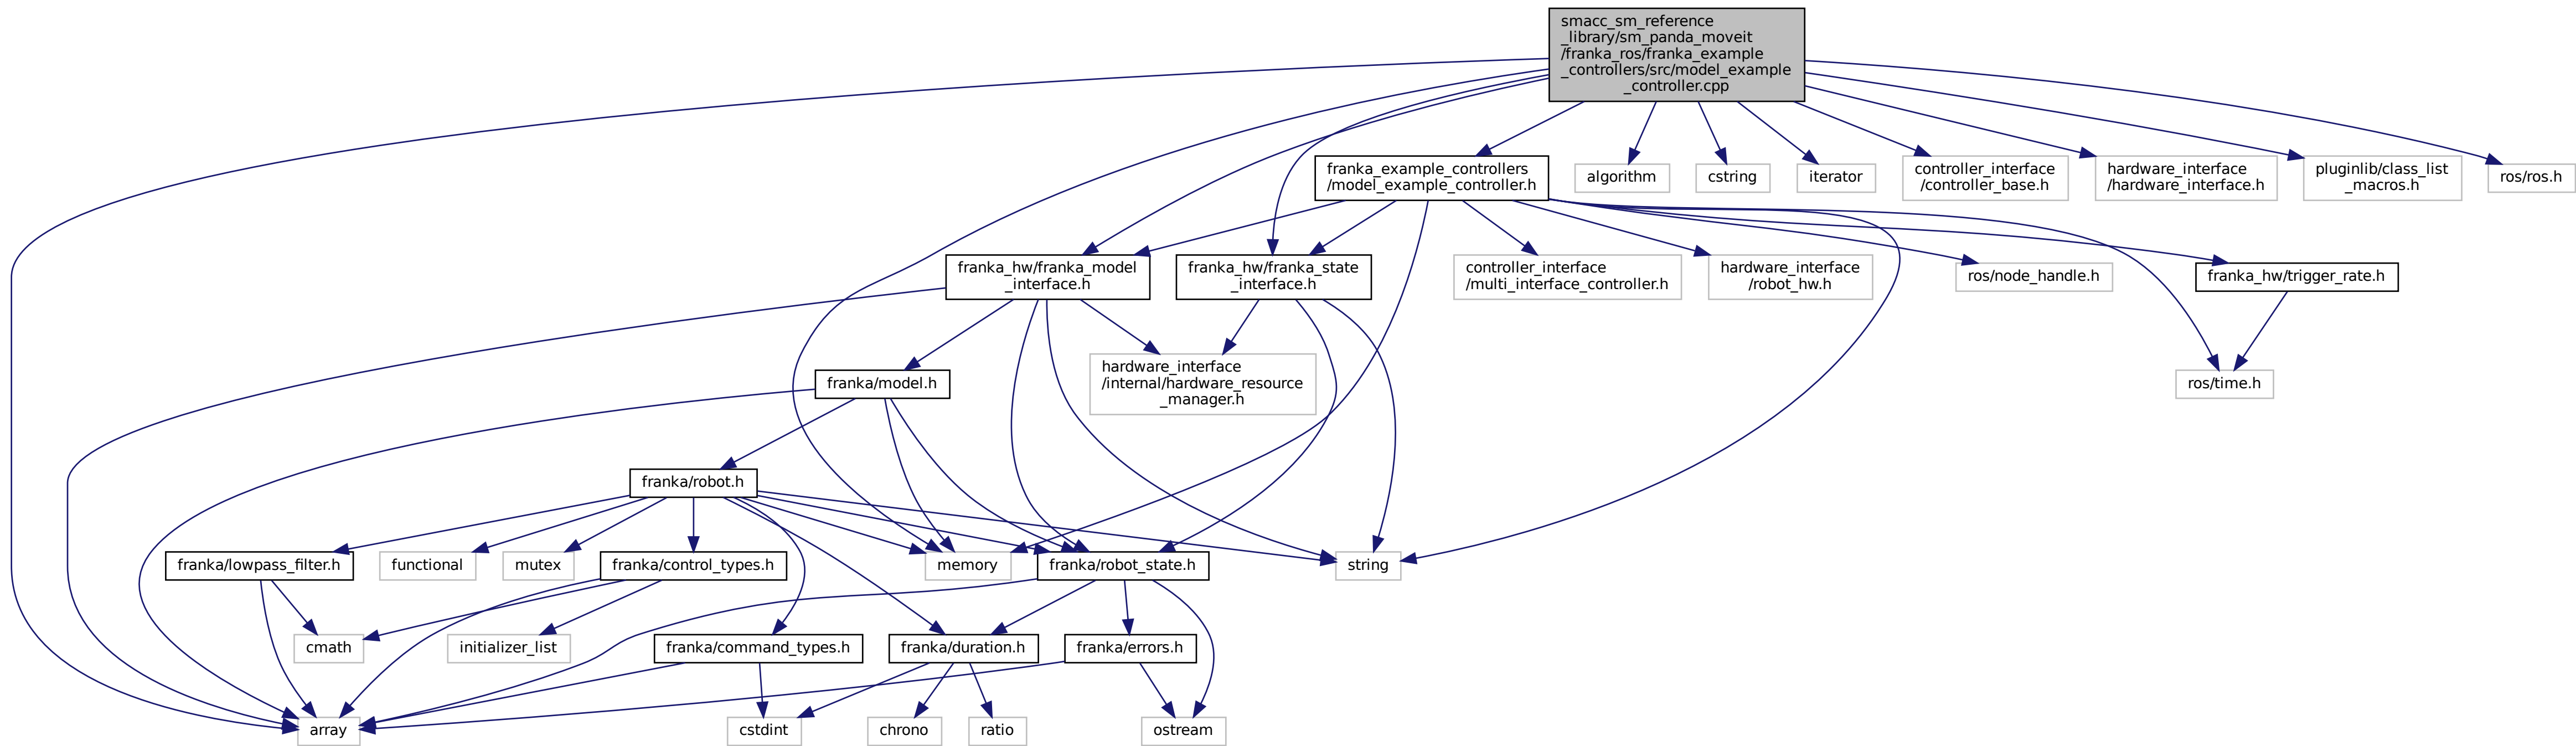 smacc_sm_reference
_library/sm_panda_moveit
/franka_ros/franka_example
_controllers/src/model_example
_controller.cpp
franka_example_controllers
/model_example_controller.h
algorithm
cstring
iterator
controller_interface
/controller_base.h
hardware_interface
/hardware_interface.h
pluginlib/class_list
_macros.h
ros/ros.h
franka_hw/franka_model
_interface.h
franka_hw/franka_state
_interface.h
controller_interface
/multi_interface_controller.h
hardware_interface
/robot_hw.h
ros/node_handle.h
franka_hw/trigger_rate.h
franka/model.h
hardware_interface
/internal/hardware_resource
_manager.h
ros/time.h
franka/robot.h
franka/lowpass_filter.h
functional
mutex
franka/control_types.h
memory
franka/robot_state.h
string
cmath
initializer_list
franka/command_types.h
franka/duration.h
franka/errors.h
array
cstdint
chrono
ratio
ostream